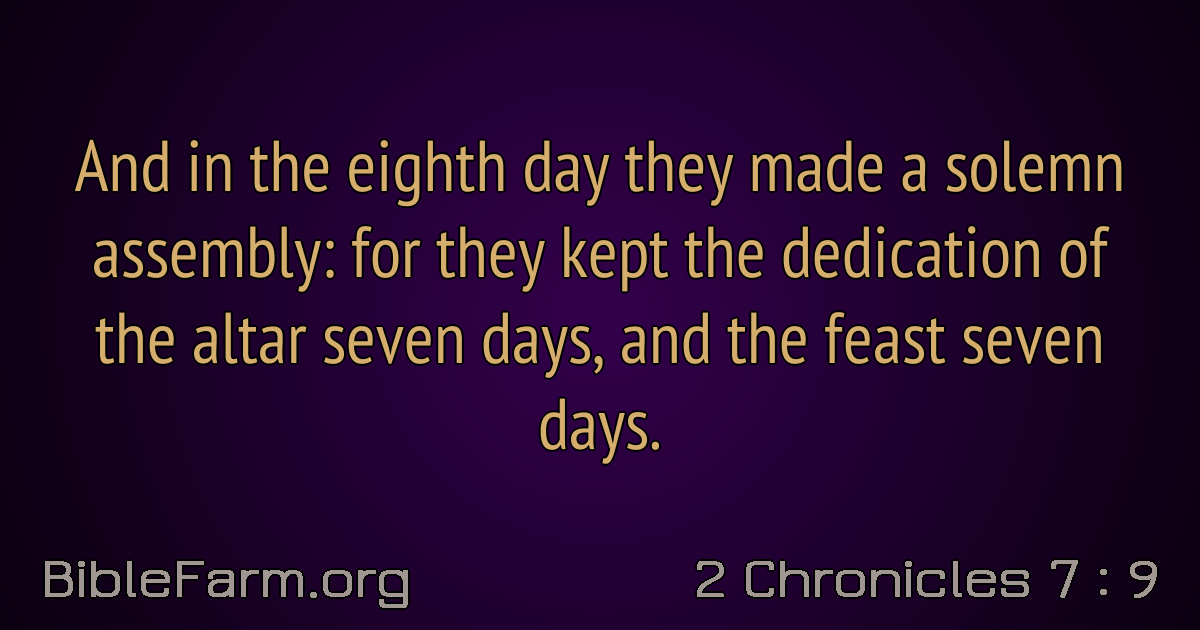 And in the eighth day they made a solemn
assembly: for they kept the dedication of
the altar seven days, and the feast seven
days.
BibleFarm.org
2 Chronicles 7 : 9